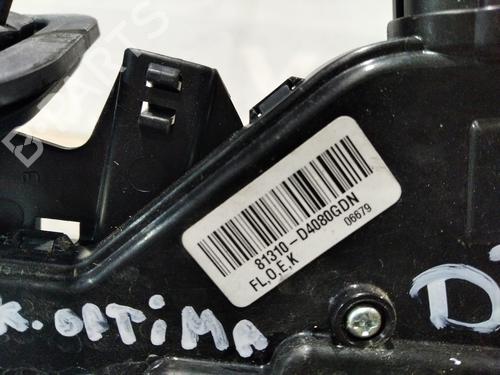 81310-D4080GDN
FL,O,E,K
06679
K.OPTIMA
D